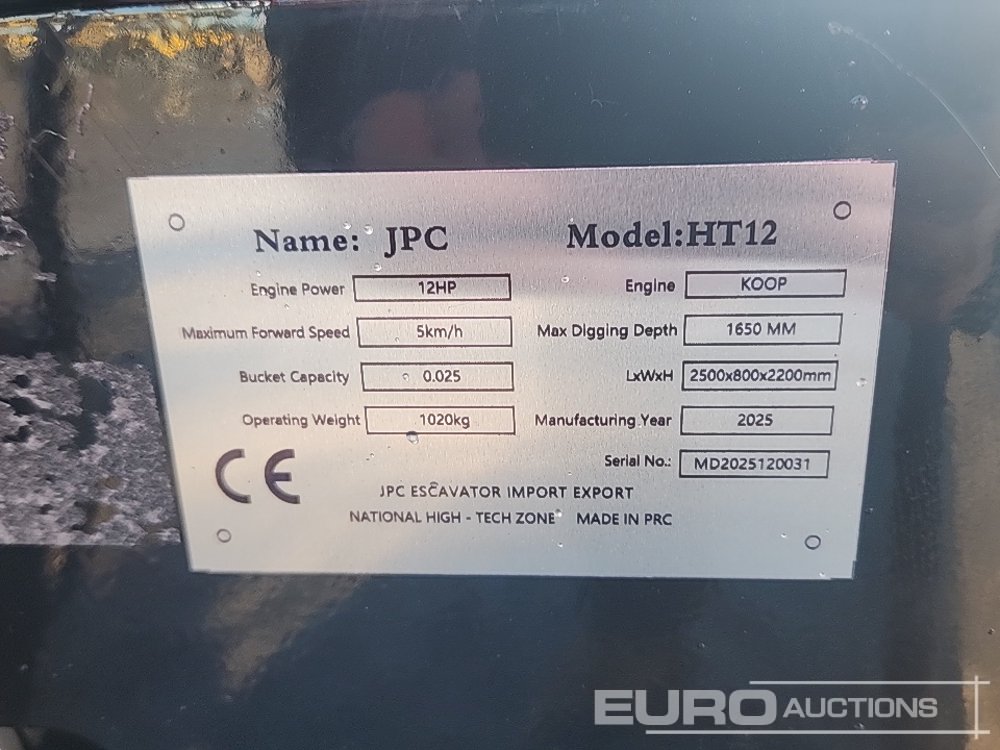 Name: JPC Model:HT12
Engine Power 12HP Engine KOOP
Maximum Forward Speed 5km/h Max Digging Depth 1650 MM
Bucket Capacity 0.025 LxWxH 2500x800x2200mm
Operating Weight 1020kg Manufacturing Year 2025
Serial No.: MD2025120031
CE
JPC ESCAVATOR IMPORT EXPORT
NATIONAL HIGH - TECH ZONE MADE IN PRC
EURO AUCTIONS